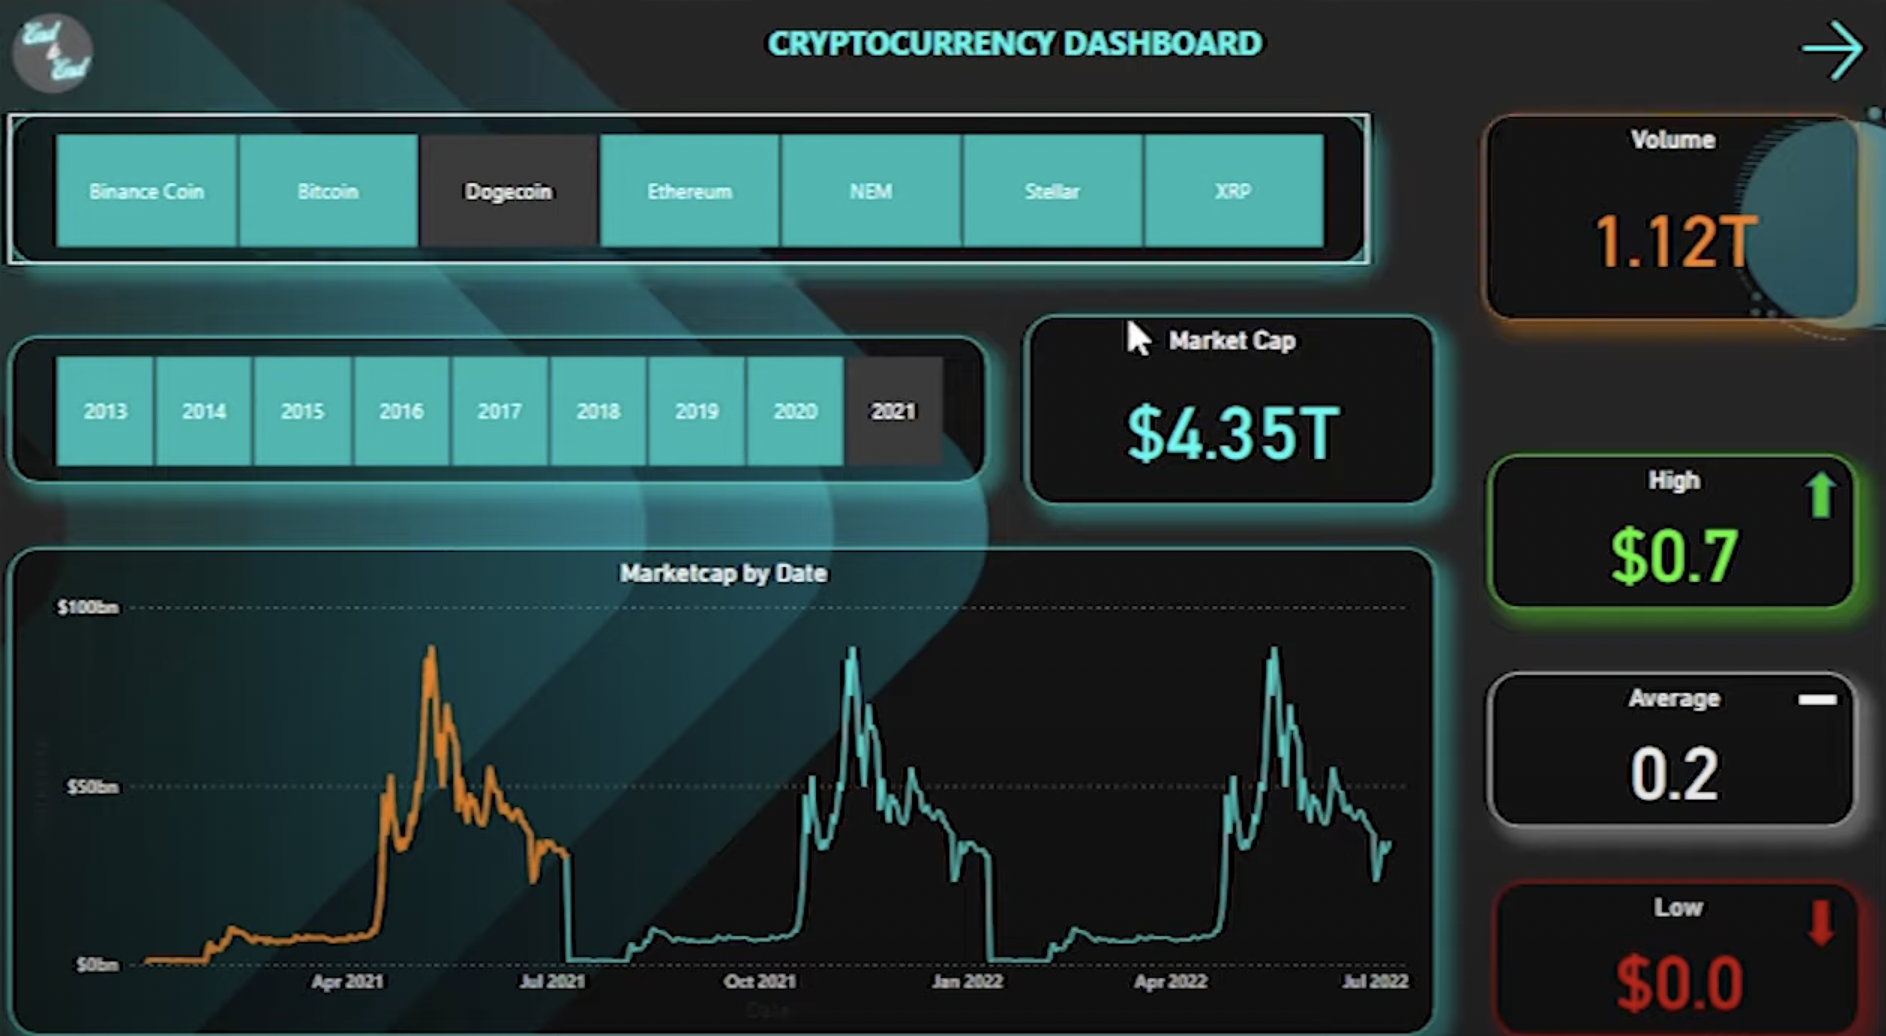 End
&
End
CRYPTOCURRENCY DASHBOARD
Binance Coin
Bitcoin
Dogecoin
Ethereum
NEM
Stellar
XRP
Volume
1.12T
2013
2014
2015
2016
2017
2018
2019
2020
2021
Market Cap
$4.35T
High
$0.7
Marketcap by Date
$100bn
$50bn
$0bn
Apr 2021
Jul 2021
Oct 2021
Jan 2022
Apr 2022
Jul 2022
Date
Average
0.2
Low
$0.0